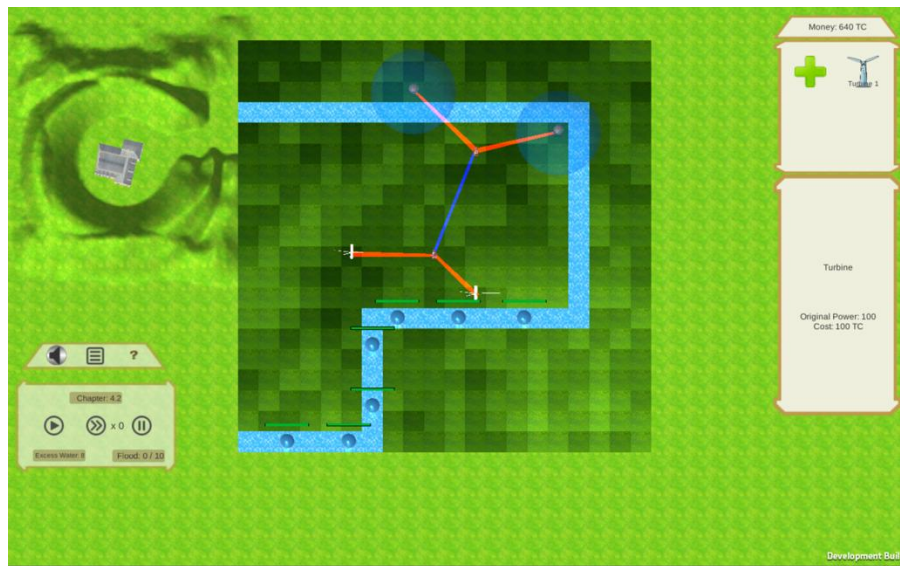 Money: 640 TC
Turbine 1
Turbine
Original Power: 100
Cost: 100 TC
?
Chapter: 4.2
x 0
Excess Water: 8
Flood: 0 / 10
Development Buil